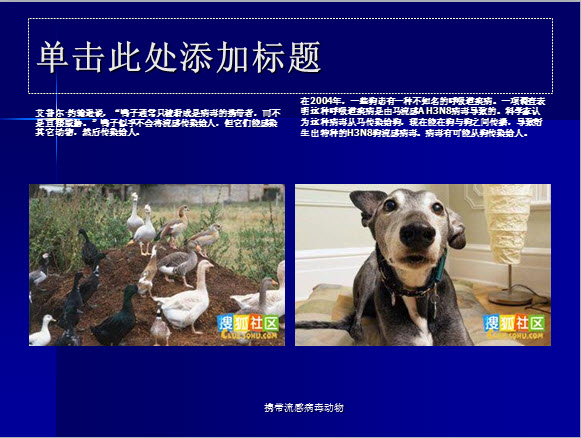 单击此处添加标题
艾普尔·约翰逊说，“鸭子通常只被看成是病毒的携带者，而不
是直接威胁。”鸭子似乎不会将流感传染给人，但它们能感染
其它动物，然后传染给人。
在2004年，一些狗患有一种不知名的呼吸道疾病。一项调查表
明这种呼吸道疾病是由马流感A H3N8病毒导致的。科学家认
为这种病毒从马传染给狗，现在能在狗与狗之间传播，导致衍
生出特种的H3N8狗流感病毒。病毒有可能从狗传染给人。
搜狐社区
CLUB.SOHU.COM
搜狐社区
CLUB.SOHU.COM
携带流感病毒动物